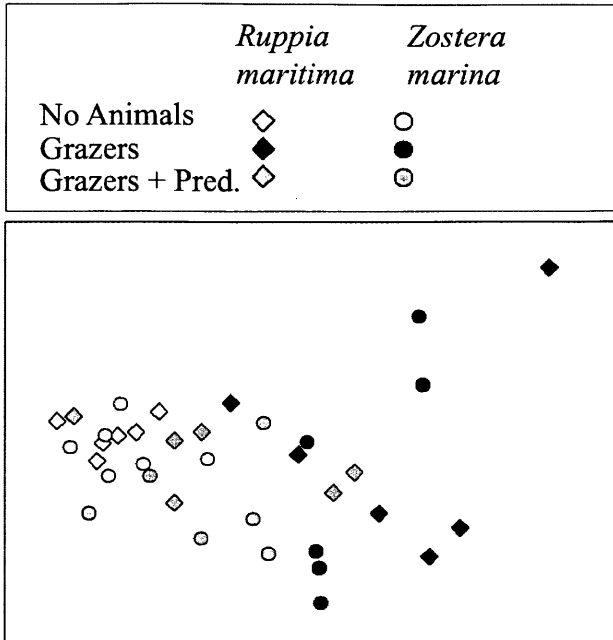 Ruppia Zostera
maritima marina
No Animals
Grazers
Grazers + Pred.